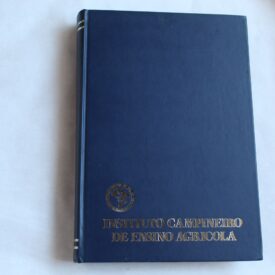 INSTITUTO CAMPINEIRO
DE ENSINO AGRICOLA